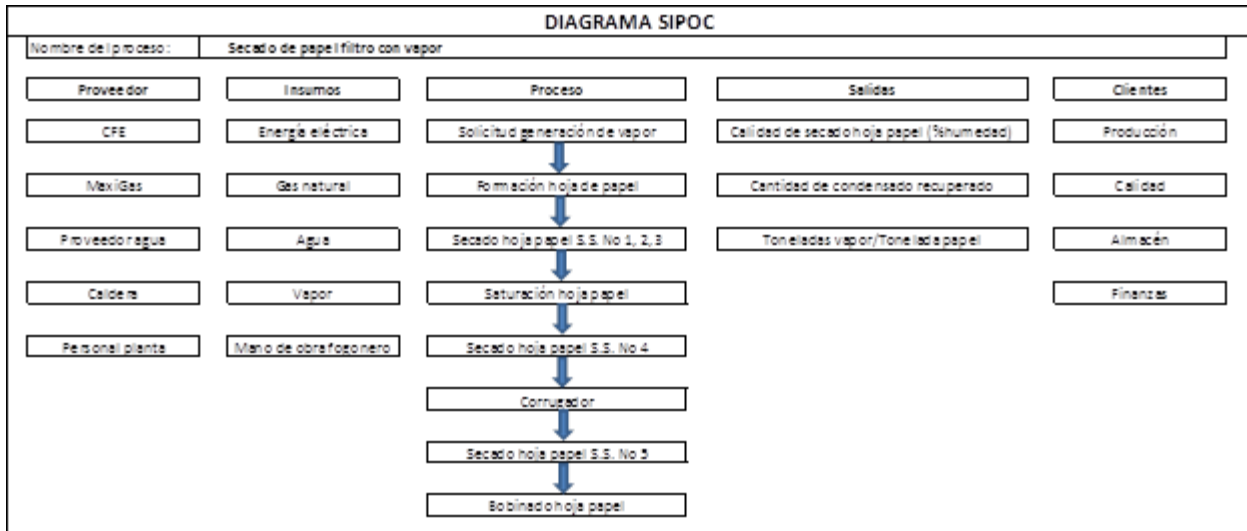 DIAGRAMA SIPOC
Nombre del proceso: Secado de papel filtro con vapor
Proveedor Insumos Proceso Salidas Clientes
CFE Energía eléctrica Solicitud generación de vapor Calidad de secado hoja papel (%humedad) Producción
MaxiGas Gas natural Formación hoja de papel Cantidad de condensado recuperado Calidad
Proveedor agua Agua Secado hoja papel S.S. No 1, 2, 3 Toneladas vapor/Tonelada papel Almacén
Caldera Vapor Saturación hoja papel Finanzas
Personal planta Mano de obra fogonero Secado hoja papel S.S. No 4
Corrugador
Secado hoja papel S.S. No 5
Bobinado hoja papel